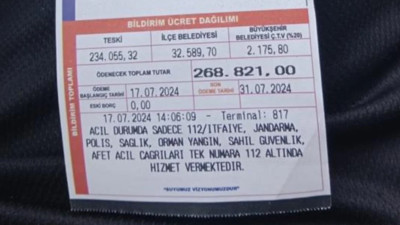 BİLDİRİM ÜCRET DAĞILIMI
TESKİ
İLÇE BELEDİYESİ
BÜYÜKŞEHİR
BELEDİYESİ Ç.T.V (%20)
234.055,32
32.589,70
2.175,80
ÖDENECEK TOPLAM TUTAR
268.821,00
ÖDEME
BAŞLANGIÇ TARİHİ
17.07.2024
SON
ÖDEME TARİHİ
31.07.2024
ESKİ BORÇ
0,00
BİLDİRİM TOPLAMI
17.07.2024 14:06:09 - Terminal: 817
ACİL DURUMDA SADECE 112/İTFAİYE, JANDARMA,
POLİS, SAĞLIK, ORMAN YANGIN, SAHİL GÜVENLİK,
AFET ACİL ÇAĞRILARI TEK NUMARA 112 ALTINDA
HİZMET VERMEKTEDİR.
"SUYUMUZ VİZYONUMUZDUR"